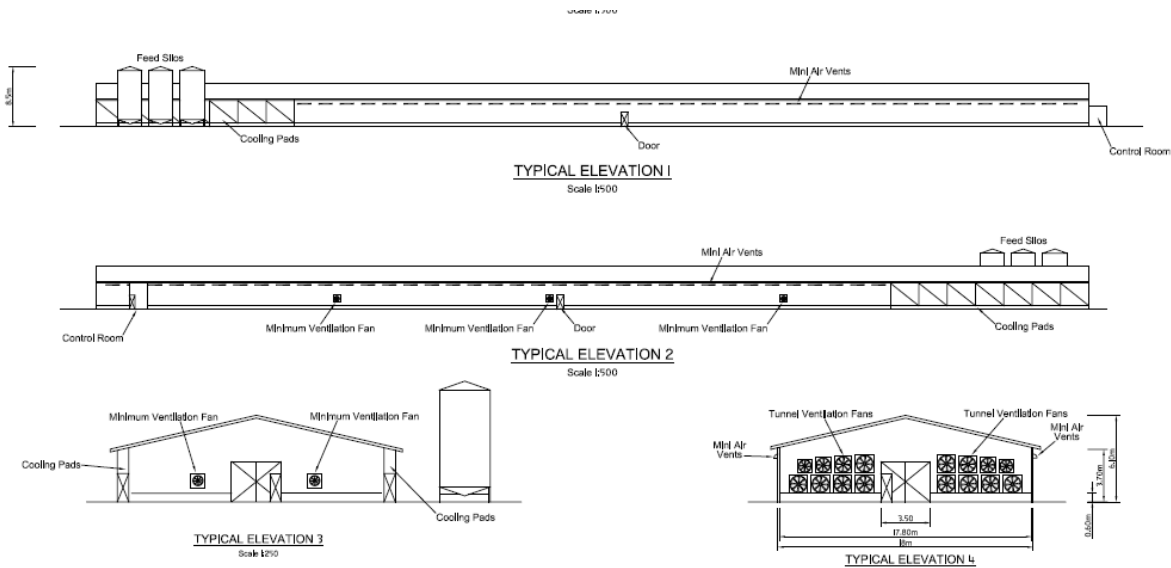 Feed Silos
Mini Air Vents
8.5m
Cooling Pads
Door
Control Room
TYPICAL ELEVATION 1
Scale 1:500
Feed Silos
Mini Air Vents
Minimum Ventilation Fan
Minimum Ventilation Fan
Door
Minimum Ventilation Fan
Cooling Pads
Control Room
TYPICAL ELEVATION 2
Scale 1:500
Minimum Ventilation Fan
Minimum Ventilation Fan
Cooling Pads
Cooling Pads
TYPICAL ELEVATION 3
Scale 1:250
Tunnel Ventilation Fans
Tunnel Ventilation Fans
Mini Air
Vents
Mini Air
Vents
3.70m
6.10m
0.60m
3.50
17.80m
18m
TYPICAL ELEVATION 4